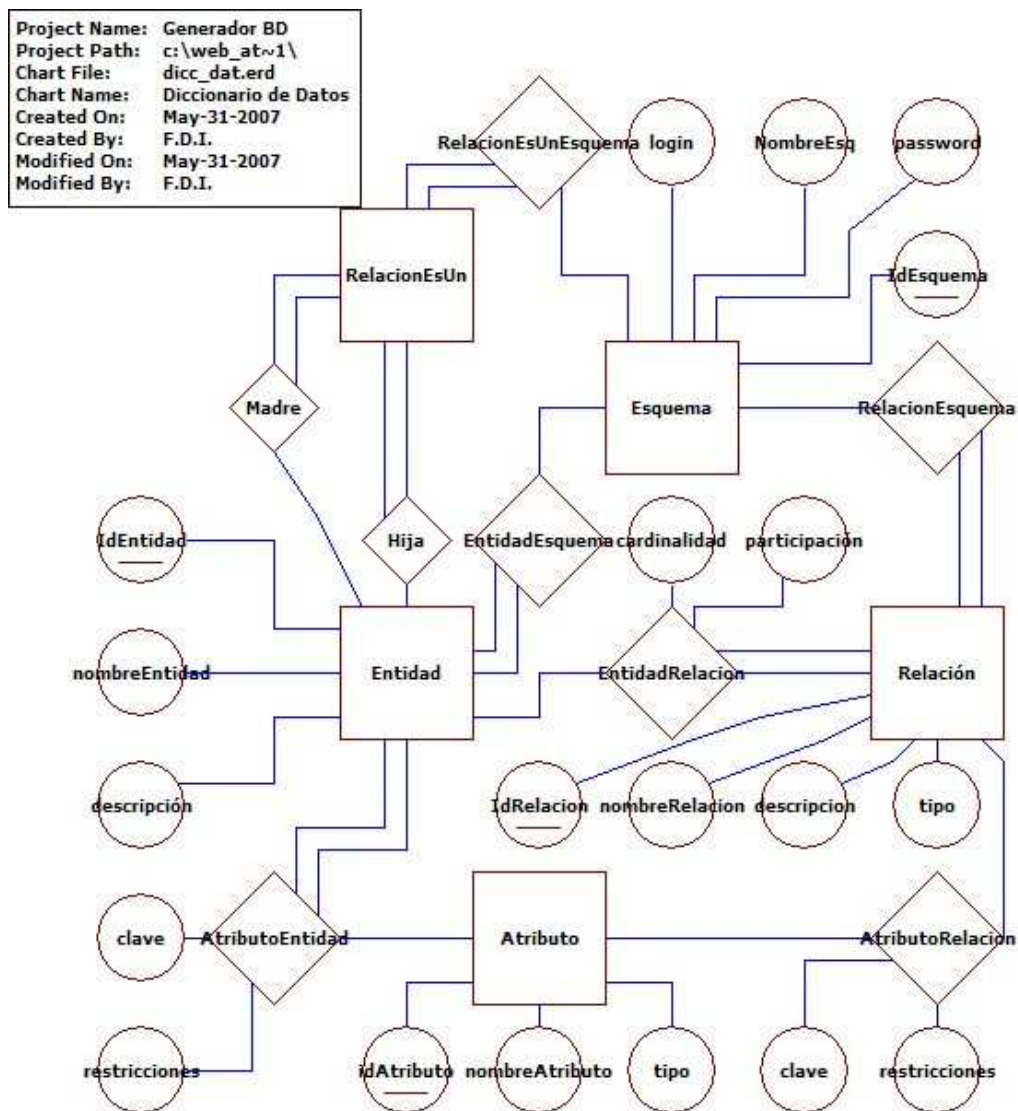 Project Name: Generador BD
Project Path: c:\web_at~1\
Chart File: dicc_dat.erd
Chart Name: Diccionario de Datos
Created On: May-31-2007
Created By: F.D.I.
Modified On: May-31-2007
Modified By: F.D.I.
RelacionEsUnEsquema
login
NombreEsq
password
RelacionEsUn
IdEsquema
Madre
Esquema
RelacionEsquema
IdEntidad
Hija
EntidadEsquema
cardinalidad
participación
nombreEntidad
Entidad
EntidadRelacion
Relación
descripción
IdRelacion
nombreRelacion
descripcion
tipo
clave
AtributoEntidad
Atributo
AtributoRelacion
restricciones
idAtributo
nombreAtributo
tipo
clave
restricciones